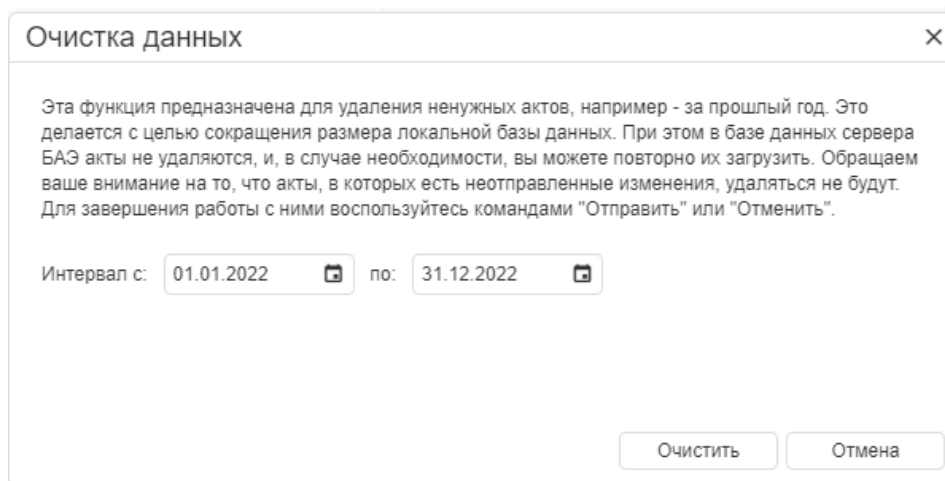 Очистка данных
Эта функция предназначена для удаления ненужных актов, например - за прошлый год. Это
делается с целью сокращения размера локальной базы данных. При этом в базе данных сервера
БАЭ акты не удаляются, и, в случае необходимости, вы можете повторно их загрузить. Обращаем
ваше внимание на то, что акты, в которых есть неотправленные изменения, удаляться не будут.
Для завершения работы с ними воспользуйтесь командами "Отправить" или "Отменить".
Интервал с: 01.01.2022 по: 31.12.2022
Очистить Отмена